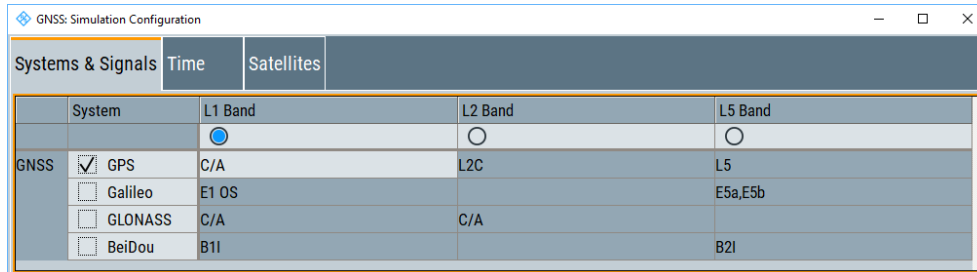 GNSS: Simulation Configuration
Systems & Signals Time Satellites
System L1 Band L2 Band L5 Band
GNSS GPS C/A L2C L5
Galileo E1 OS E5a,E5b
GLONASS C/A C/A
BeiDou B1I B2I